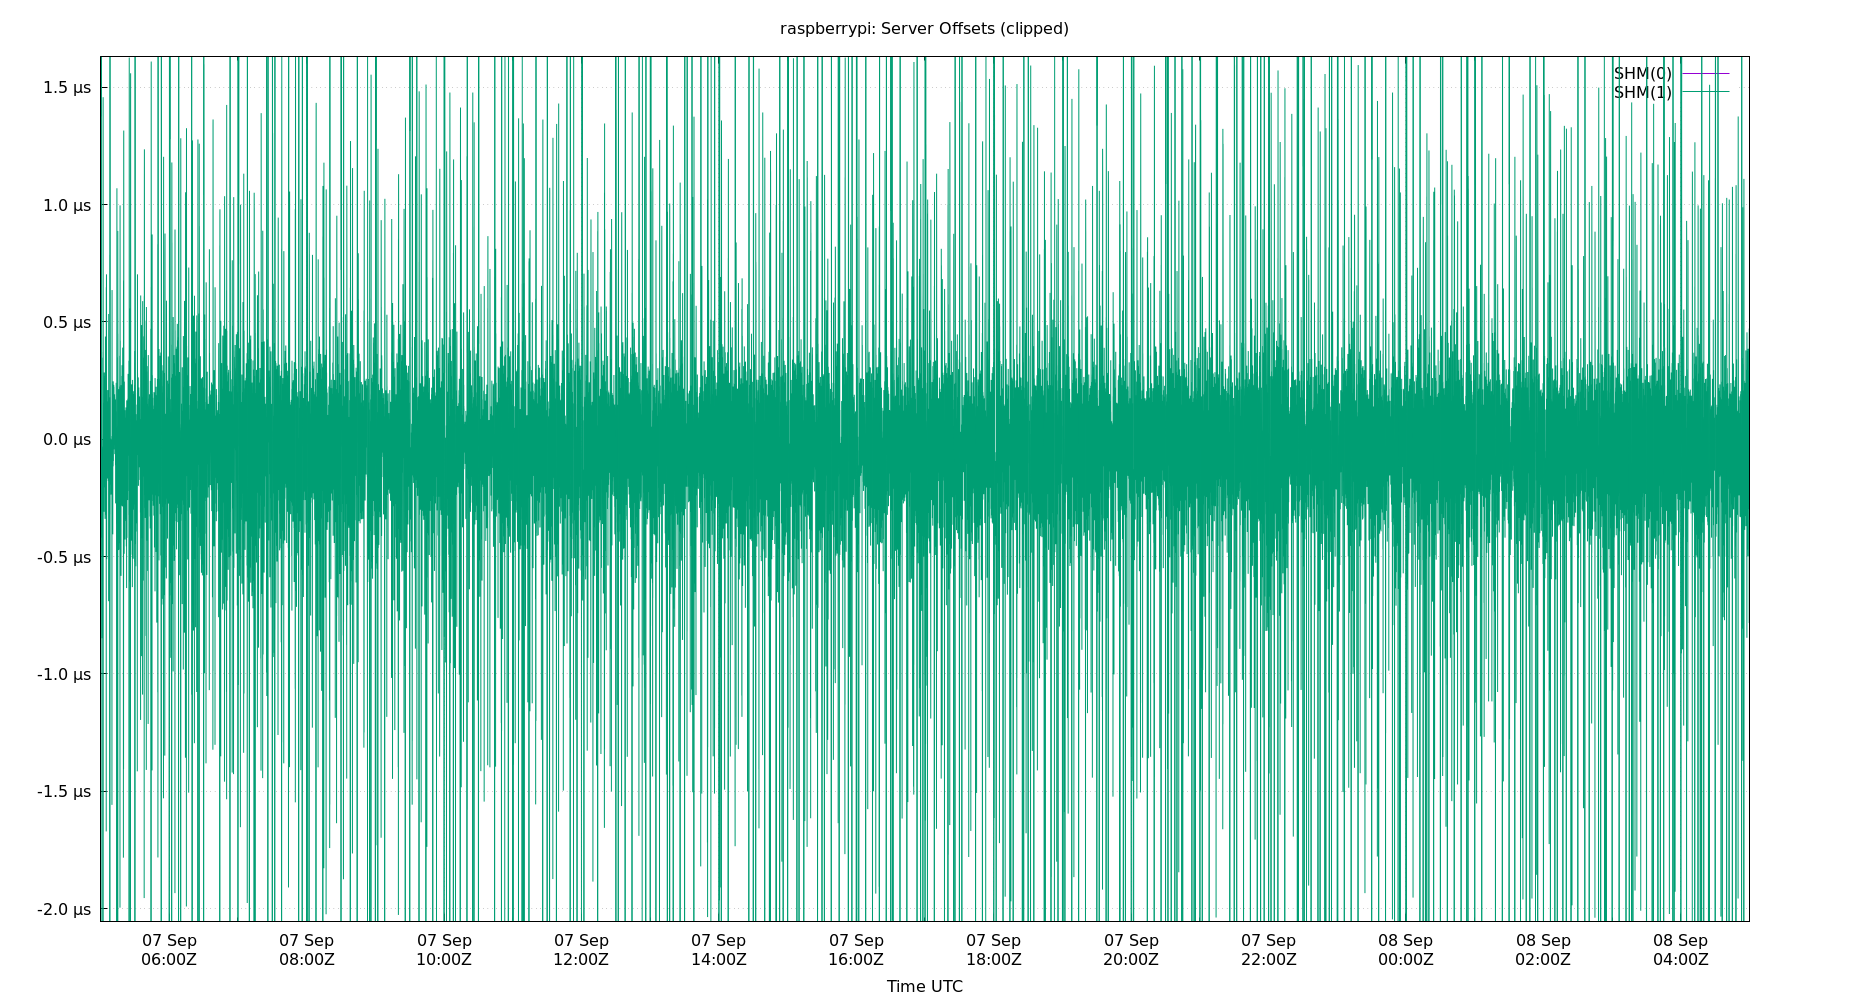 raspberrypi: Server Offsets (clipped)
SHM(0)
SHM(1)
1.5 µs
1.0 µs
0.5 µs
0.0 µs
-0.5 µs
-1.0 µs
-1.5 µs
-2.0 µs
07 Sep 07 Sep 07 Sep 07 Sep 07 Sep 07 Sep 07 Sep 07 Sep 07 Sep 08 Sep 08 Sep 08 Sep
06:00Z 08:00Z 10:00Z 12:00Z 14:00Z 16:00Z 18:00Z 20:00Z 22:00Z 00:00Z 02:00Z 04:00Z
Time UTC